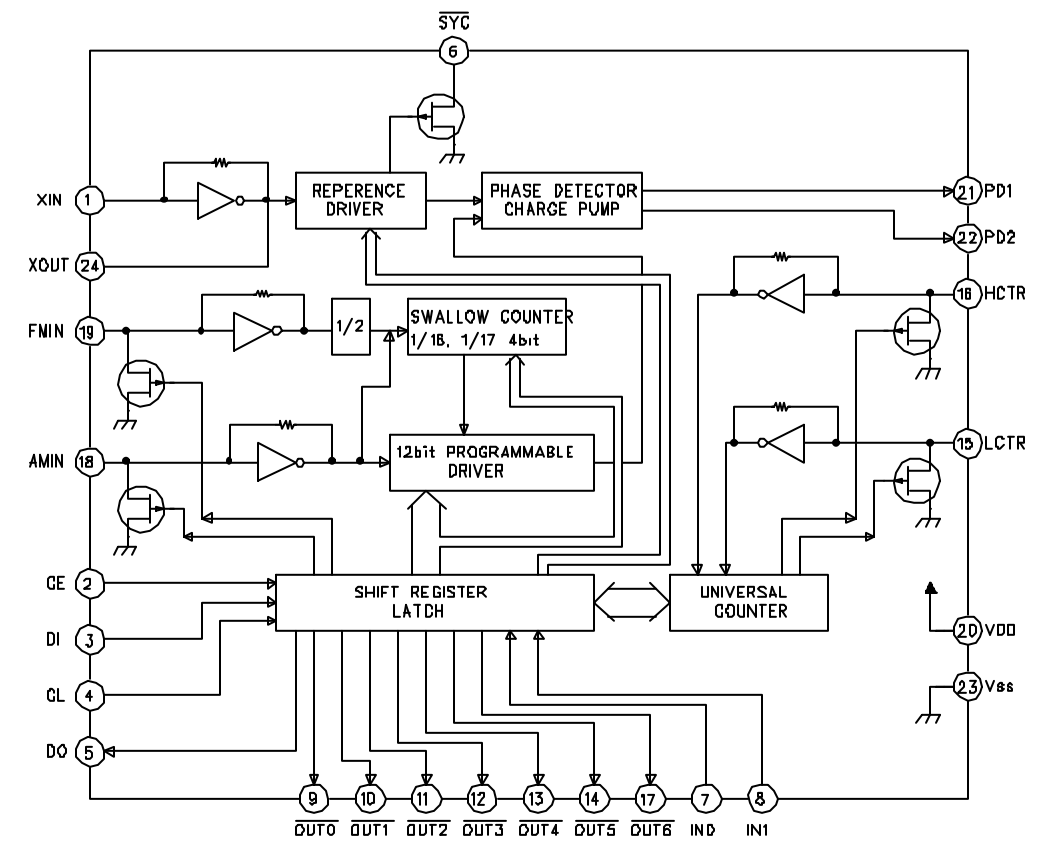 SYC
6
XIN
1
REPERENCE
DRIVER
PHASE DETECTOR
CHARGE PUMP
21
PD1
XOUT
24
22
PD2
16
HCTR
FMIN
19
1/2
SWALLOW COUNTER
1/16, 1/17 4bit
AMIN
18
12bit PROGRAMMABLE
DRIVER
15
LCTR
CE
2
SHIFT REGISTER
LATCH
UNIVERSAL
COUNTER
DI
3
20
VDD
CL
4
23
Vss
DO
5
9
10
11
12
13
14
17
7
8
OUT0
OUT1
OUT2
OUT3
OUT4
OUT5
OUT6
IN0
IN1